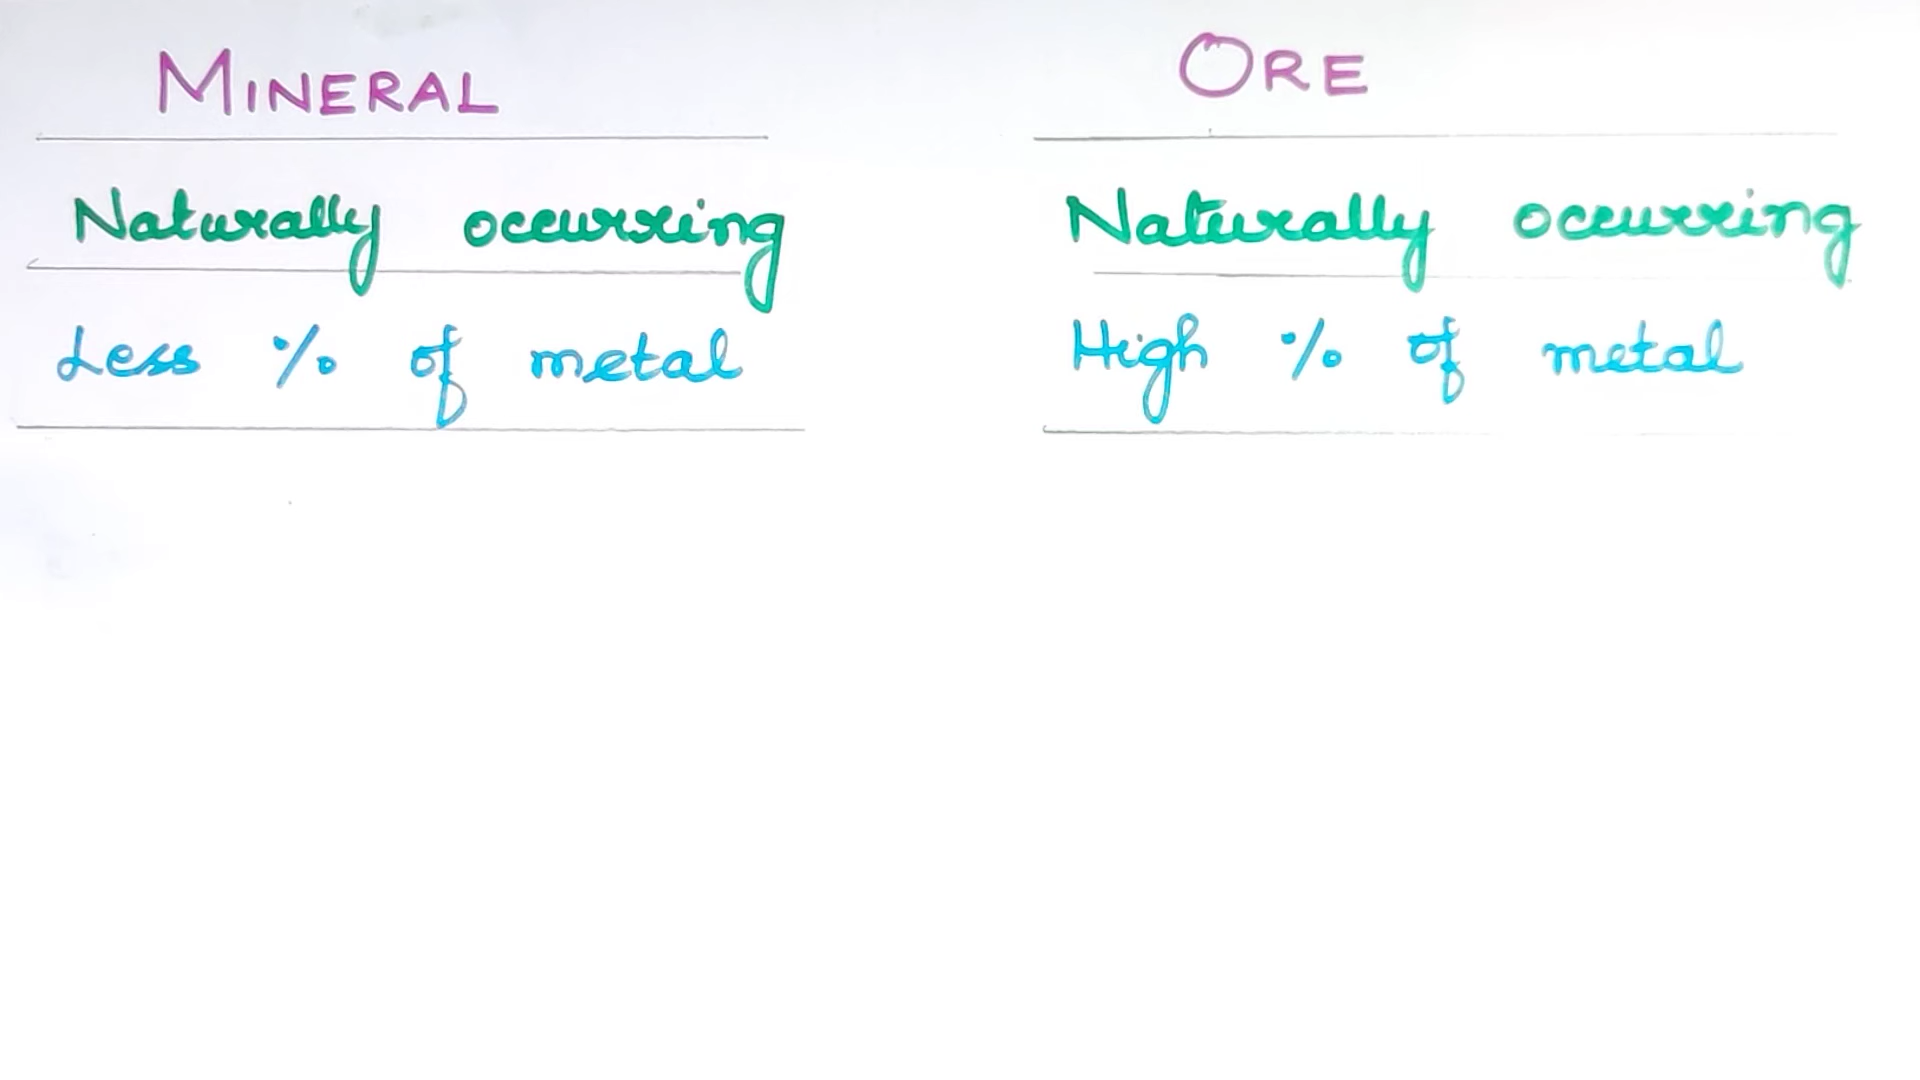 MINERAL
ORE
Naturally occurring
Naturally occurring
Less % of metal
High % of metal